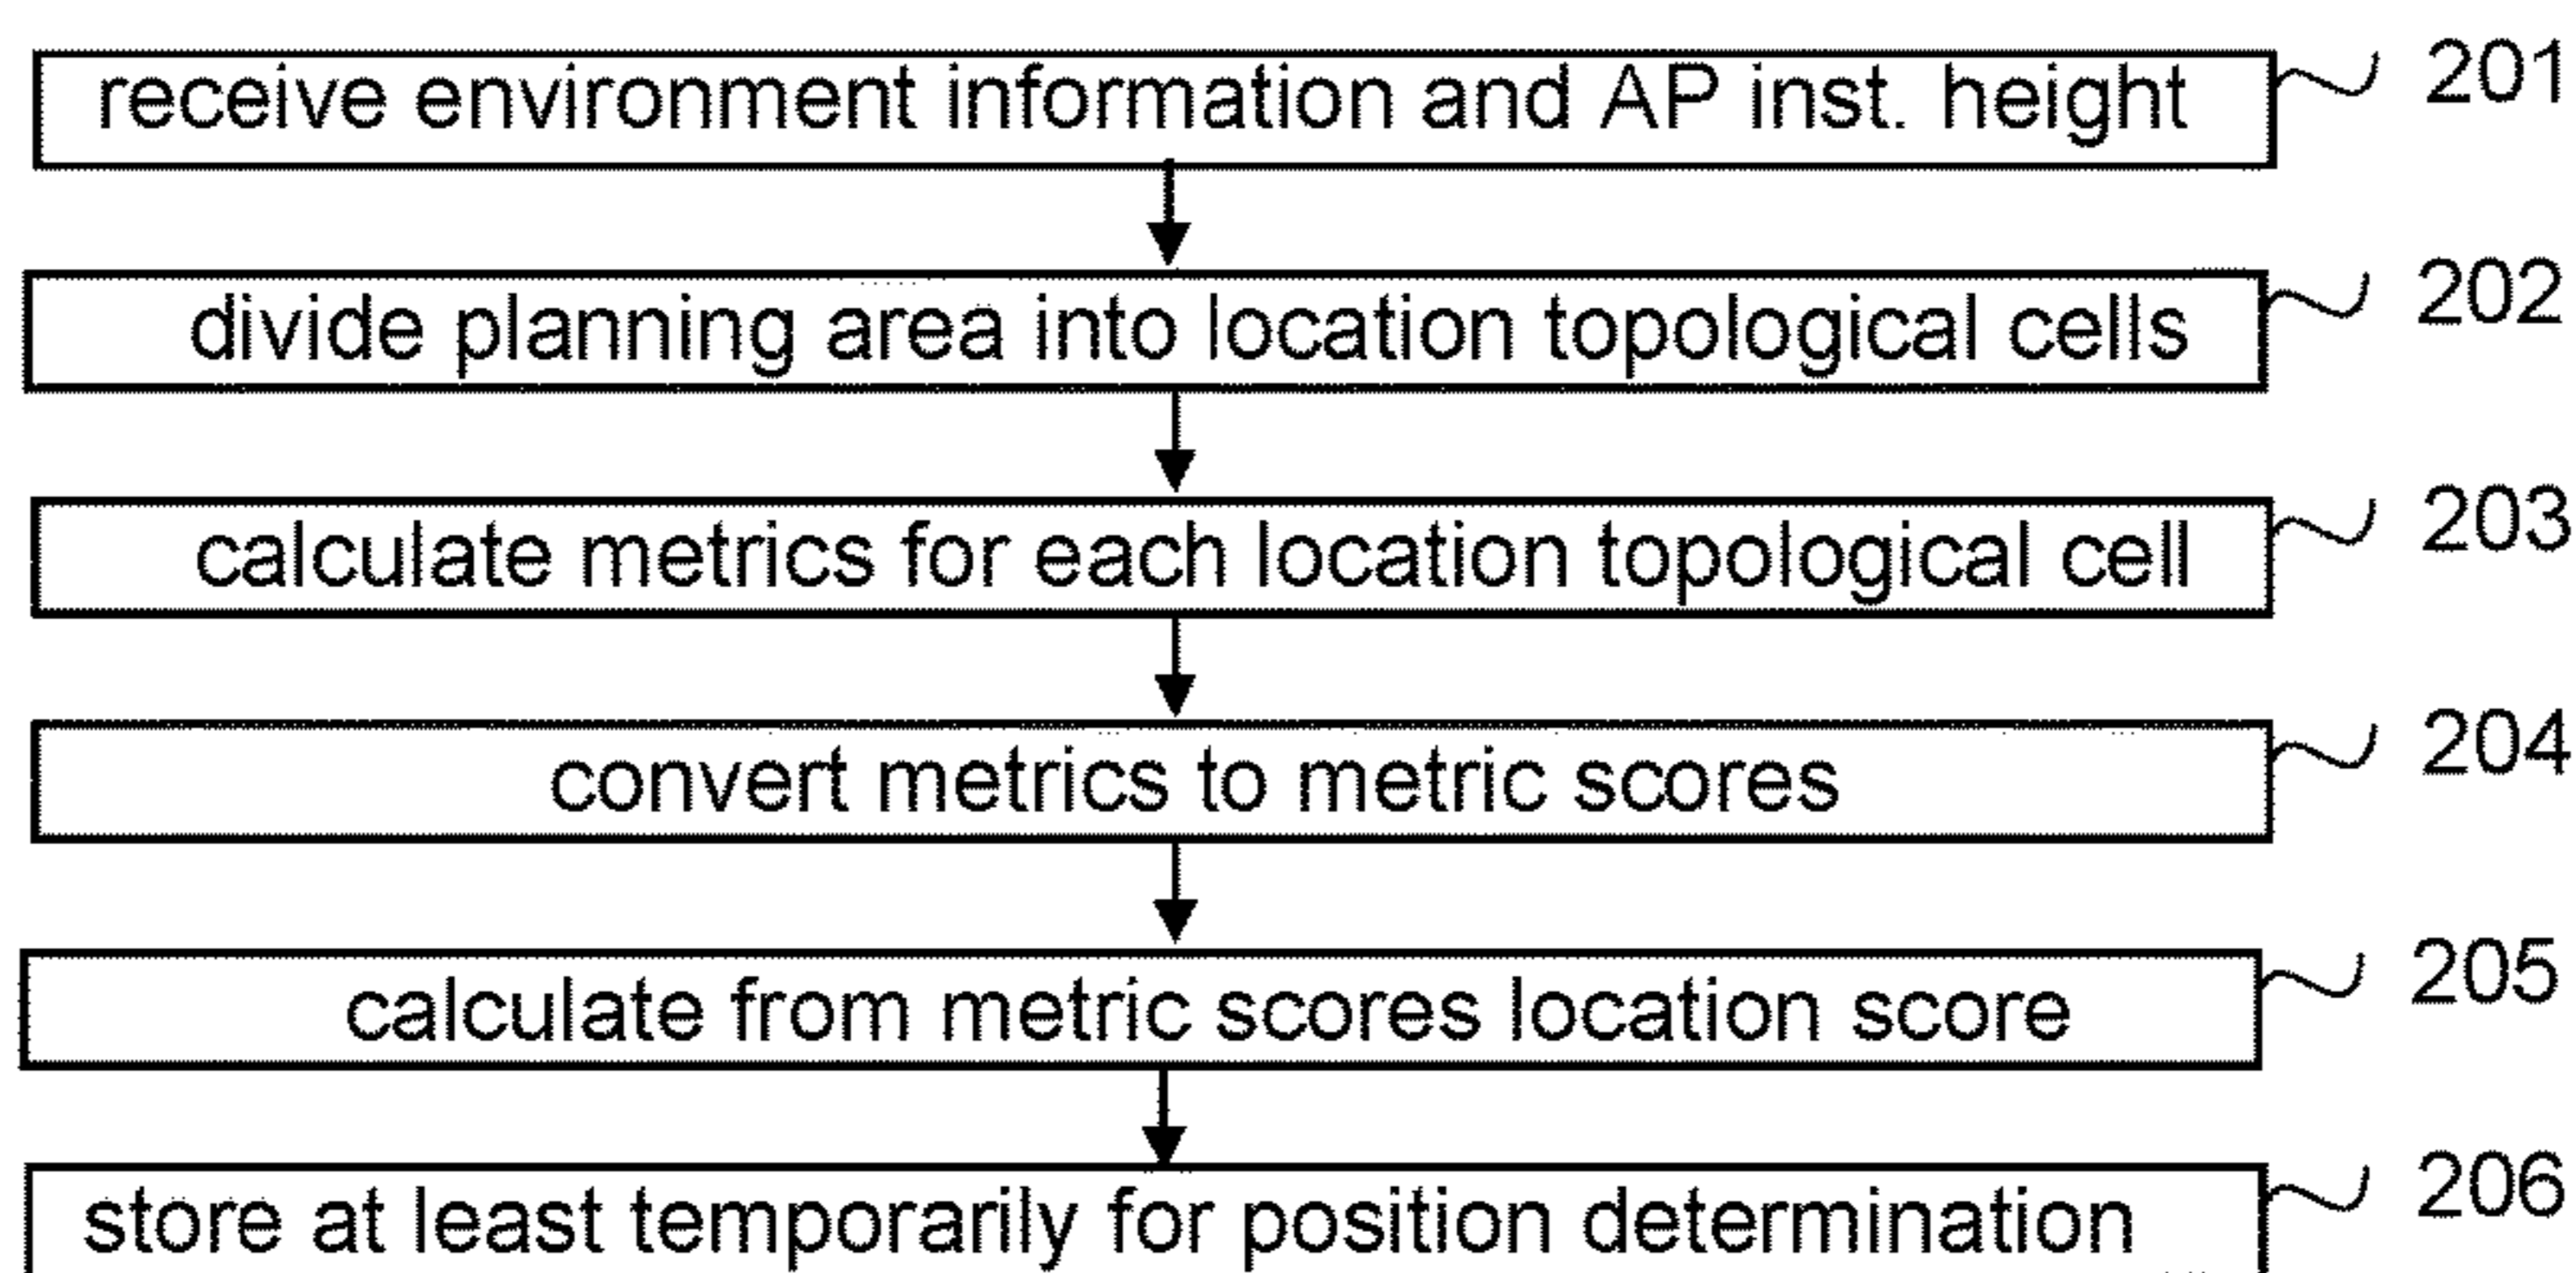 receive environment information and AP inst. height 201
divide planning area into location topological cells 202
calculate metrics for each location topological cell 203
convert metrics to metric scores 204
calculate from metric scores location score 205
store at least temporarily for position determination 206